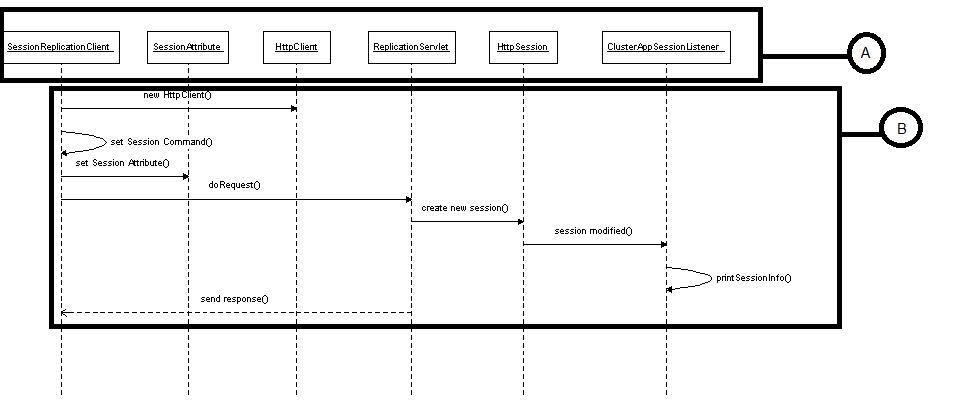 SessionReplicationClient
SessionAttribute
HttpClient
ReplicationServlet
HttpSession
ClusterAppSessionListener
A
new HttpClient()
B
set Session Command()
set Session Attribute()
doRequest()
create new session()
session modified()
printSessionInfo()
send response()